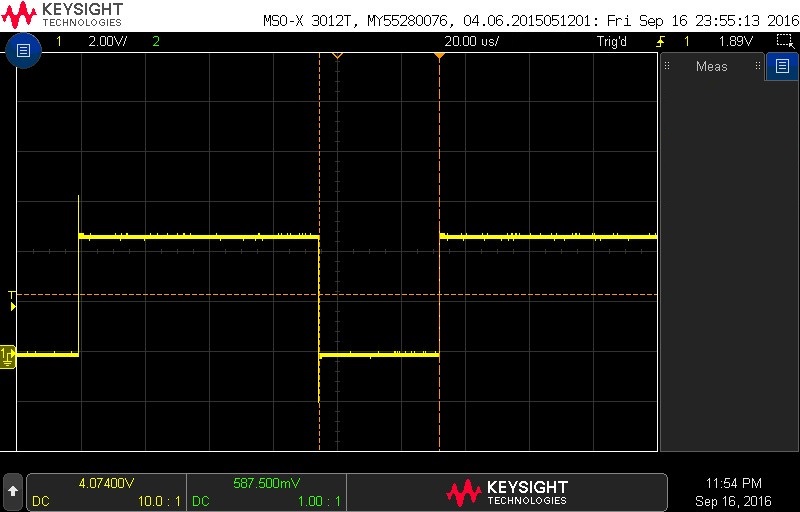 KEYSIGHT
TECHNOLOGIES
MSO-X 3012T, MY55280076, 04.06.2015051201: Fri Sep 16 23:55:13 2016
1 2.00V/ 2 20.00 us/ Trig'd 1 1.89V
Meas
T
1
4.07400V 587.500mV
DC 10.0 : 1 DC 1.00 : 1
KEYSIGHT
TECHNOLOGIES
11:54 PM
Sep 16, 2016